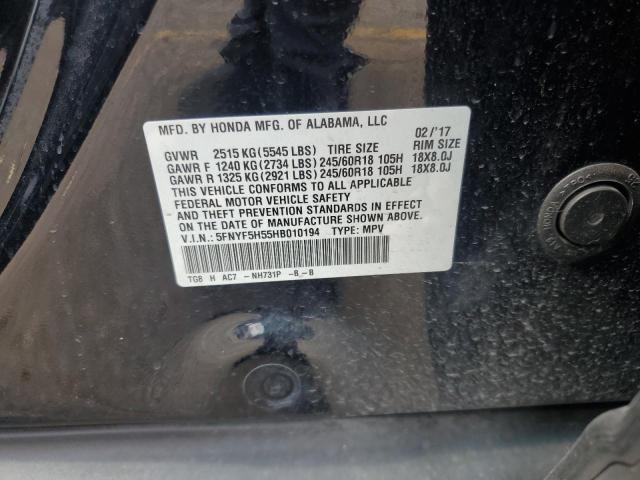 MFD. BY HONDA MFG. OF ALABAMA, LLC 02/'17
GVWR 2515 KG (5545 LBS) TIRE SIZE RIM SIZE
GAWR F 1240 KG (2734 LBS) 245/60R18 105H 18X8.0J
GAWR R 1325 KG (2921 LBS) 245/60R18 105H 18X8.0J
THIS VEHICLE CONFORMS TO ALL APPLICABLE
FEDERAL MOTOR VEHICLE SAFETY
AND THEFT PREVENTION STANDARDS IN EFFECT
ON THE DATE OF MANUFACTURE SHOWN ABOVE.
V.I.N.: 5FNYF5H55HB010194 TYPE: MPV
TG8 H AC7 - NH731P -B,-B